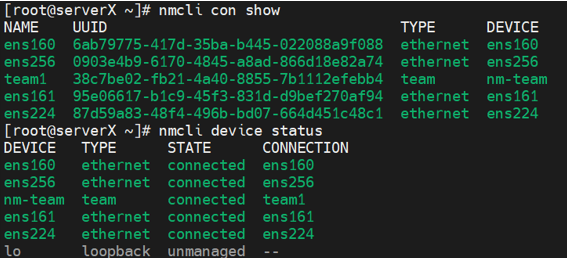 [root@serverX ~]# nmcli con show
NAME    UUID                                  TYPE      DEVICE
ens160  6ab79775-417d-35ba-b445-022088a9f088  ethernet  ens160
ens256  0903e4b9-6170-4845-a8ad-866d18e82a74  ethernet  ens256
team1   38c7be02-fb21-4a40-8855-7b1112efebb4  team      nm-team
ens161  95e06617-b1c9-45f3-831d-d9bef270af94  ethernet  ens161
ens224  87d59a83-48f4-496b-bd07-664d451c48c1  ethernet  ens224
[root@serverX ~]# nmcli device status
DEVICE   TYPE      STATE      CONNECTION
ens160   ethernet  connected  ens160
ens256   ethernet  connected  ens256
nm-team  team      connected  team1
ens161   ethernet  connected  ens161
ens224   ethernet  connected  ens224
lo       loopback  unmanaged  --